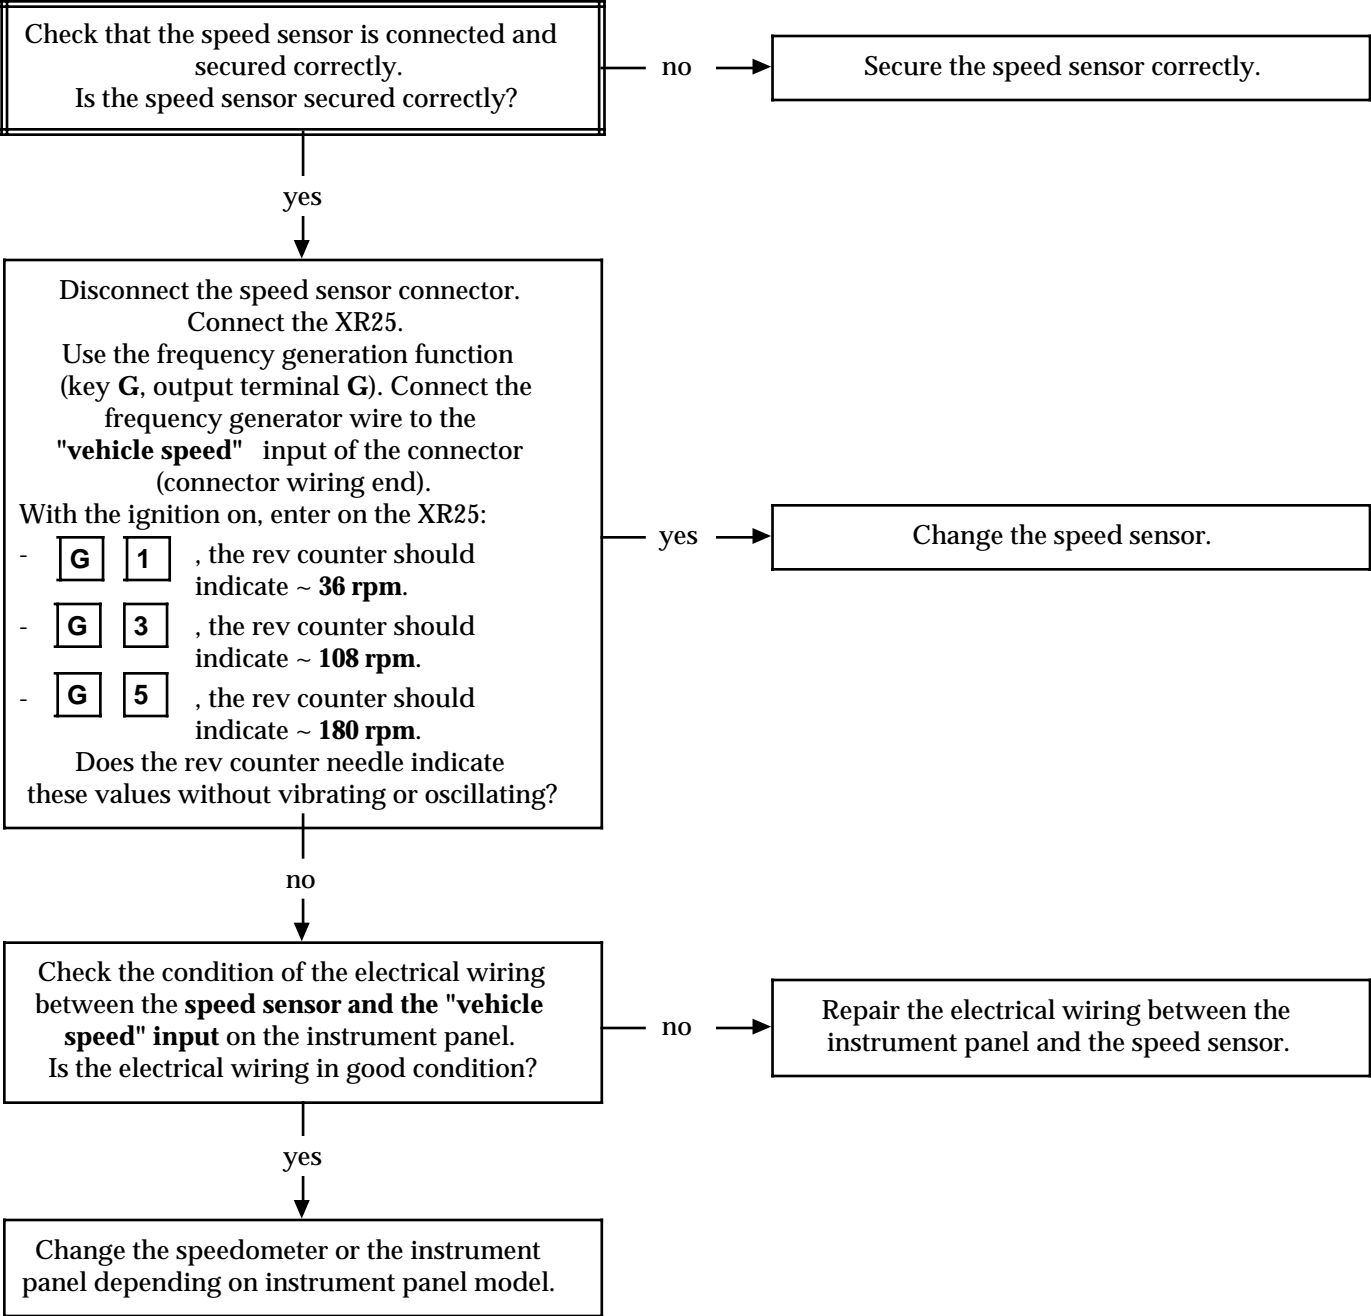 Check that the speed sensor is connected and
secured correctly.
Is the speed sensor secured correctly?
no
Secure the speed sensor correctly.
yes
Disconnect the speed sensor connector.
Connect the XR25.
Use the frequency generation function
(key G, output terminal G). Connect the
frequency generator wire to the
"vehicle speed" input of the connector
(connector wiring end).
With the ignition on, enter on the XR25:
- G 1 , the rev counter should
indicate ~ 36 rpm.
- G 3 , the rev counter should
indicate ~ 108 rpm.
- G 5 , the rev counter should
indicate ~ 180 rpm.
Does the rev counter needle indicate
these values without vibrating or oscillating?
yes
Change the speed sensor.
no
Check the condition of the electrical wiring
between the speed sensor and the "vehicle
speed" input on the instrument panel.
Is the electrical wiring in good condition?
no
Repair the electrical wiring between the
instrument panel and the speed sensor.
yes
Change the speedometer or the instrument
panel depending on instrument panel model.